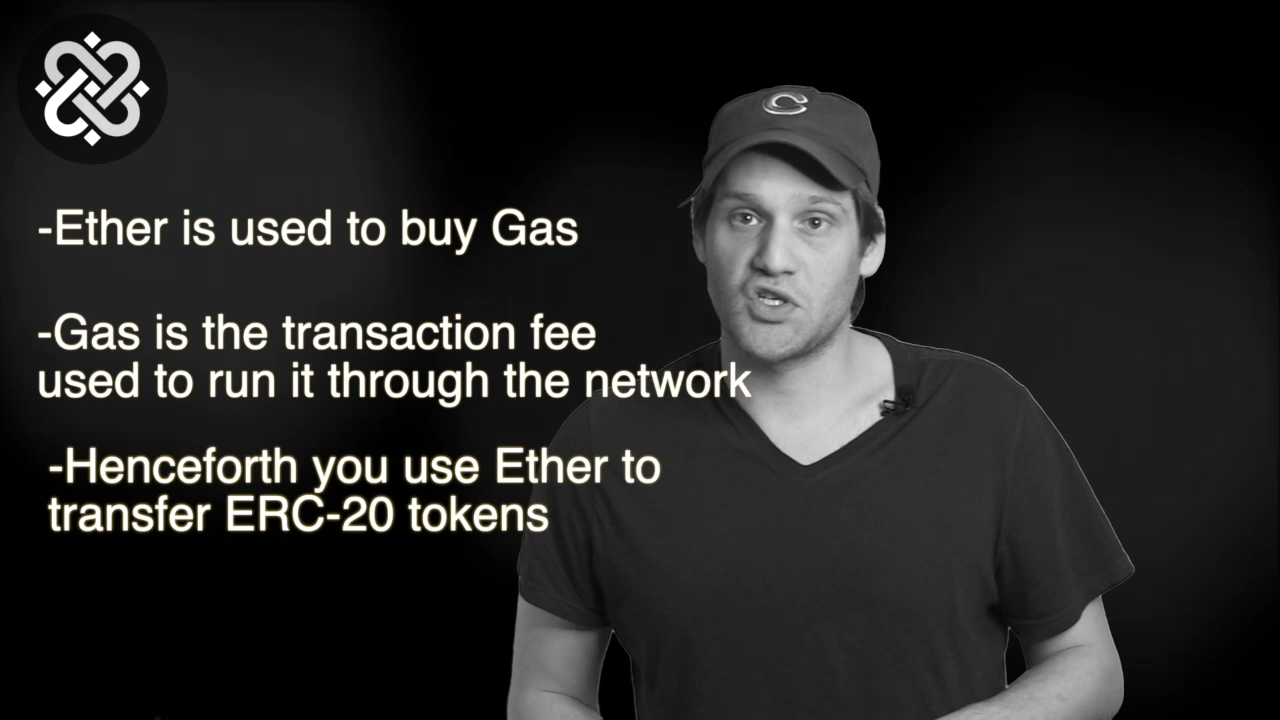 C
-Ether is used to buy Gas
-Gas is the transaction fee
used to run it through the network
-Henceforth you use Ether to
transfer ERC-20 tokens